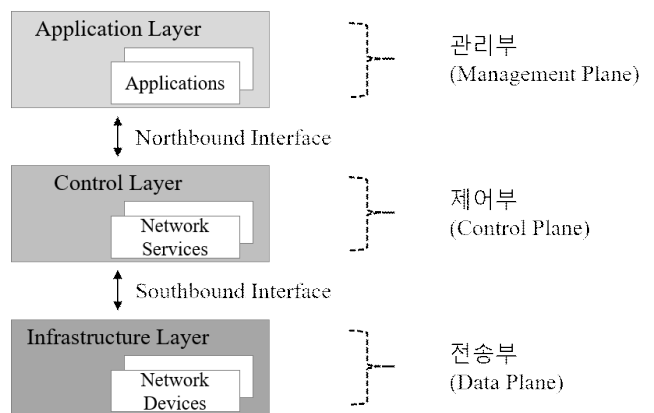 Application Layer
Applications
관리부
(Management Plane)
Northbound Interface
Control Layer
Network
Services
제어부
(Control Plane)
Southbound Interface
Infrastructure Layer
Network
Devices
전송부
(Data Plane)